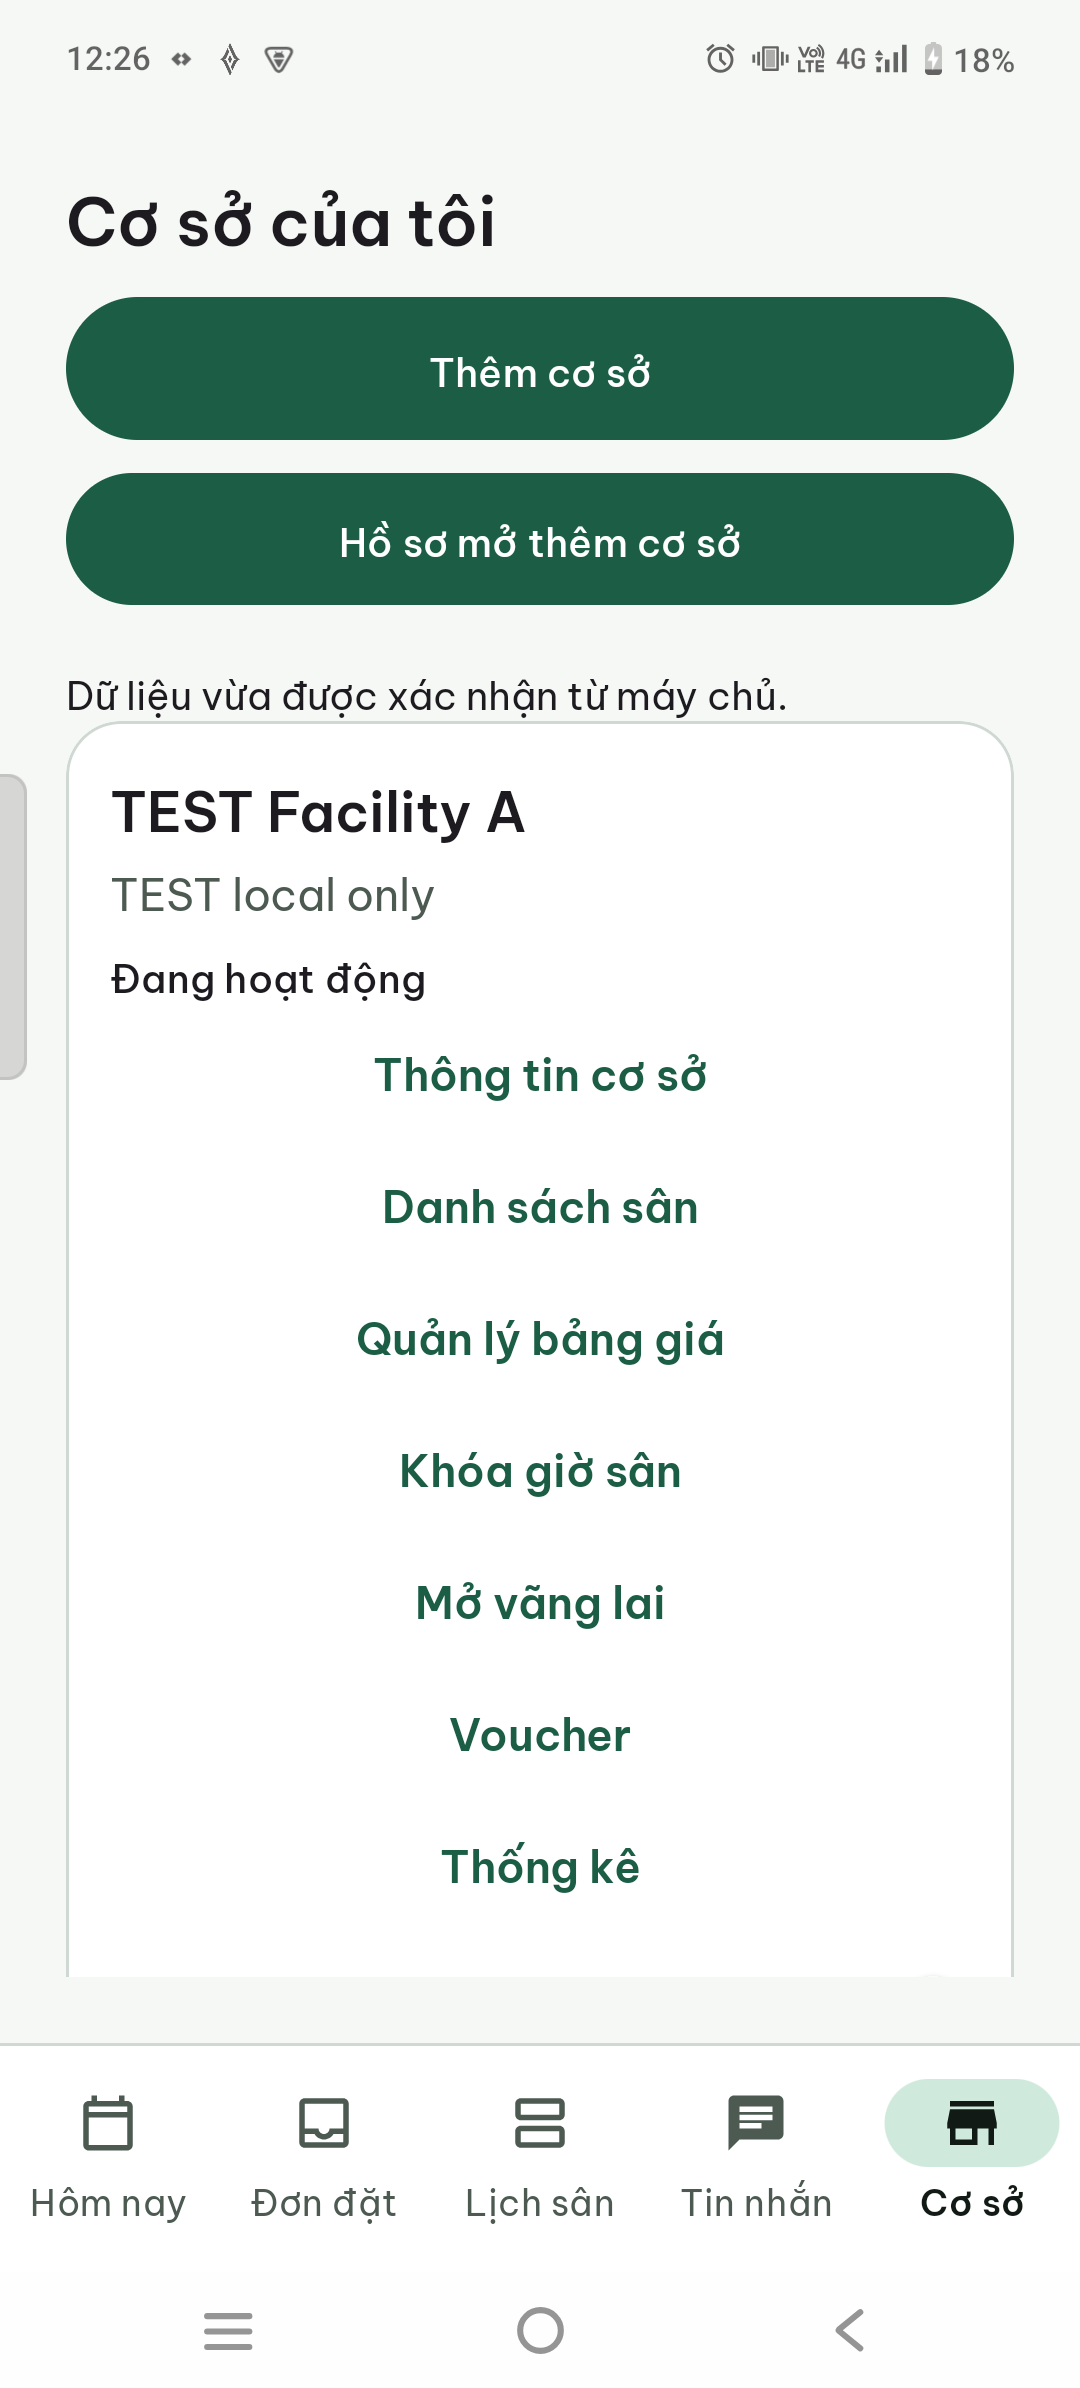 12:26
VoLTE 4G 18%
Cơ sở của tôi
Thêm cơ sở
Hồ sơ mở thêm cơ sở
Dữ liệu vừa được xác nhận từ máy chủ.
TEST Facility A
TEST local only
Đang hoạt động
Thông tin cơ sở
Danh sách sân
Quản lý bảng giá
Khóa giờ sân
Mở vãng lai
Voucher
Thống kê
Hôm nay
Đơn đặt
Lịch sân
Tin nhắn
Cơ sở